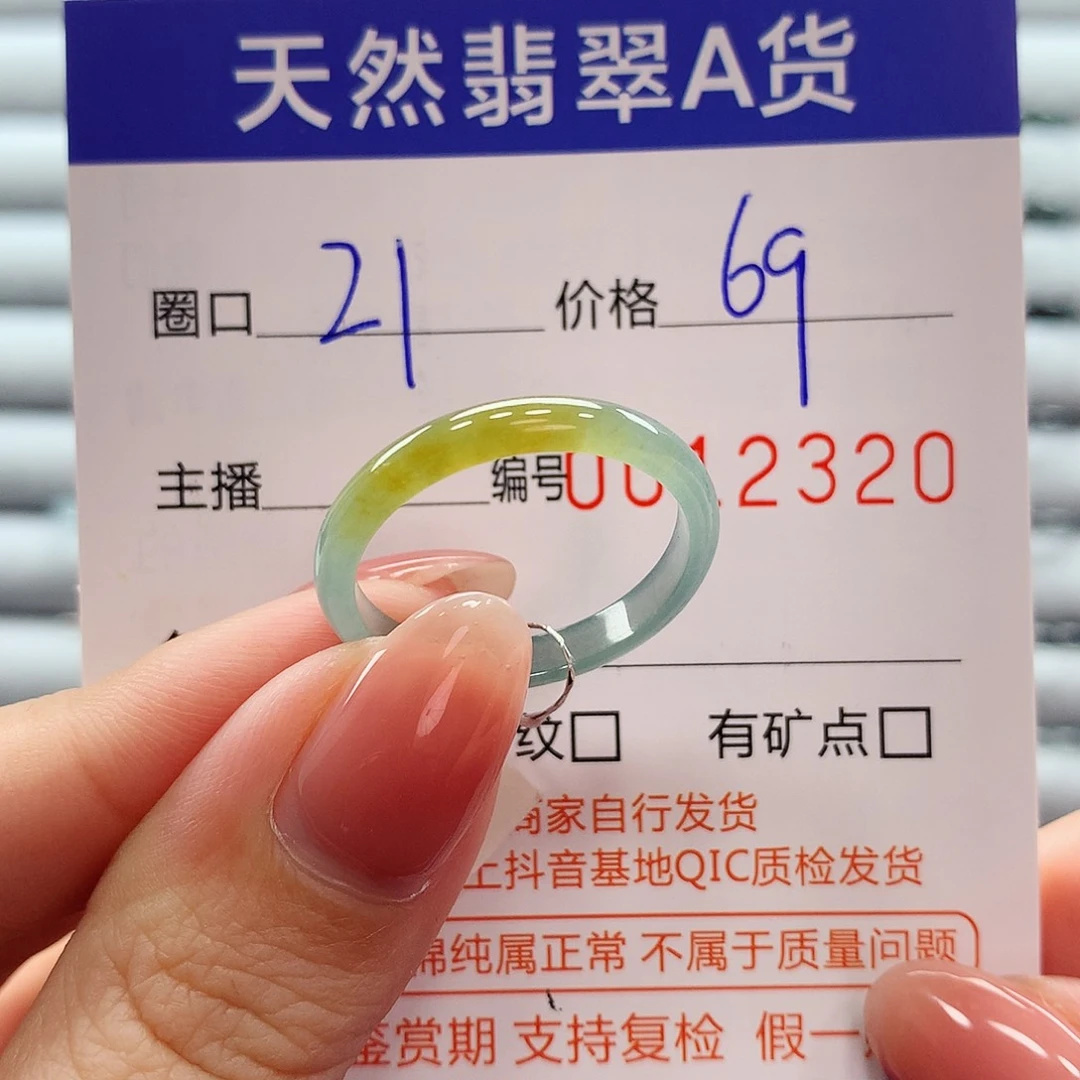 天然翡翠A货
圈口 21 价格 69
主播 编号 0012320
纹□ 有矿点□
商家自行发货
上抖音基地QIC质检发货
棉纯属正常 不属于质量问题
鉴赏期 支持复检 假一